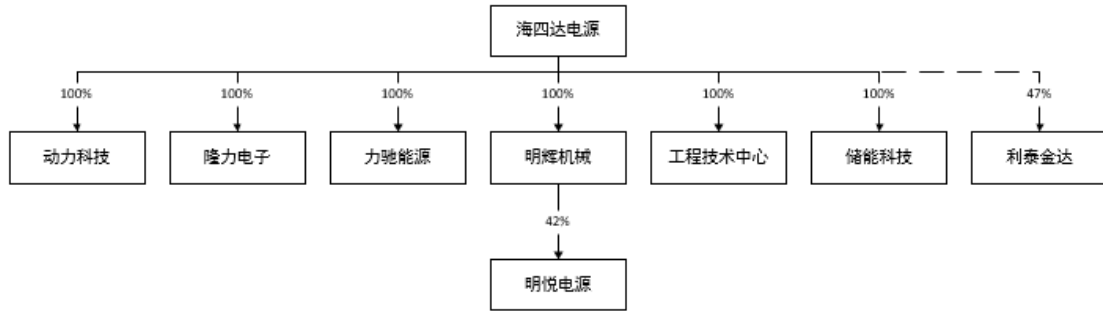 海四达电源
100%
100%
100%
100%
100%
100%
47%
动力科技
隆力电子
力驰能源
明辉机械
工程技术中心
储能科技
利泰金达
42%
明悦电源